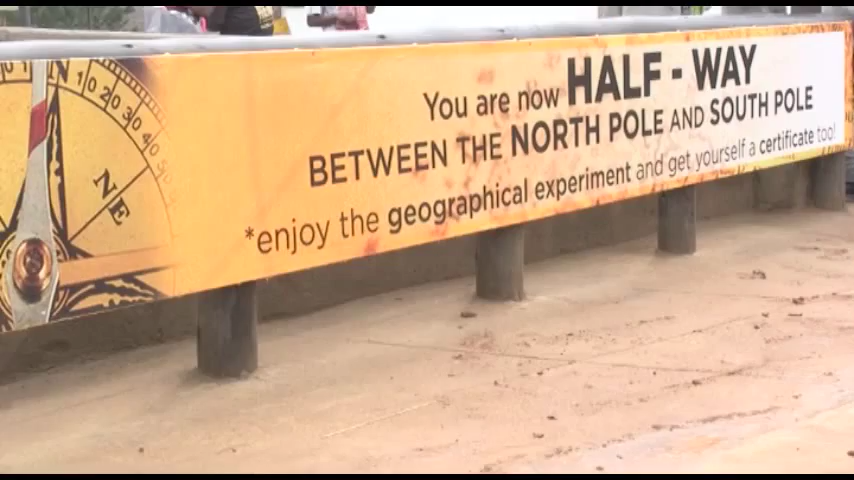 You are now HALF - WAY
BETWEEN THE NORTH POLE AND SOUTH POLE
*enjoy the geographical experiment and get yourself a certificate too!
N
10 20 30 40
NE